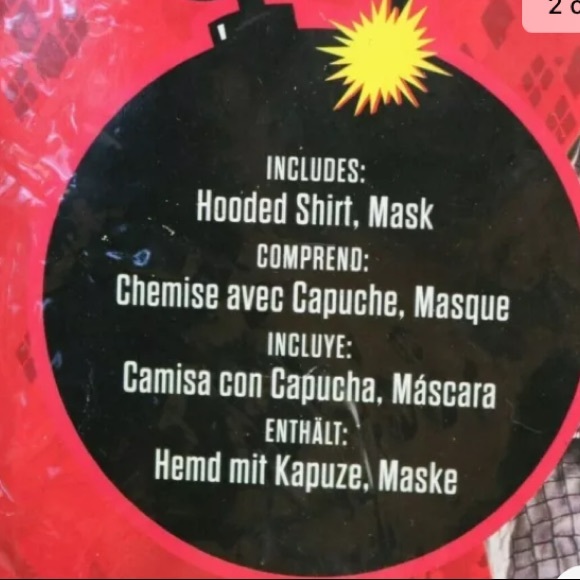 2 o
INCLUDES:
Hooded Shirt, Mask
COMPREND:
Chemise avec Capuche, Masque
INCLUYE:
Camisa con Capucha, Máscara
ENTHÄLT:
Hemd mit Kapuze, Maske